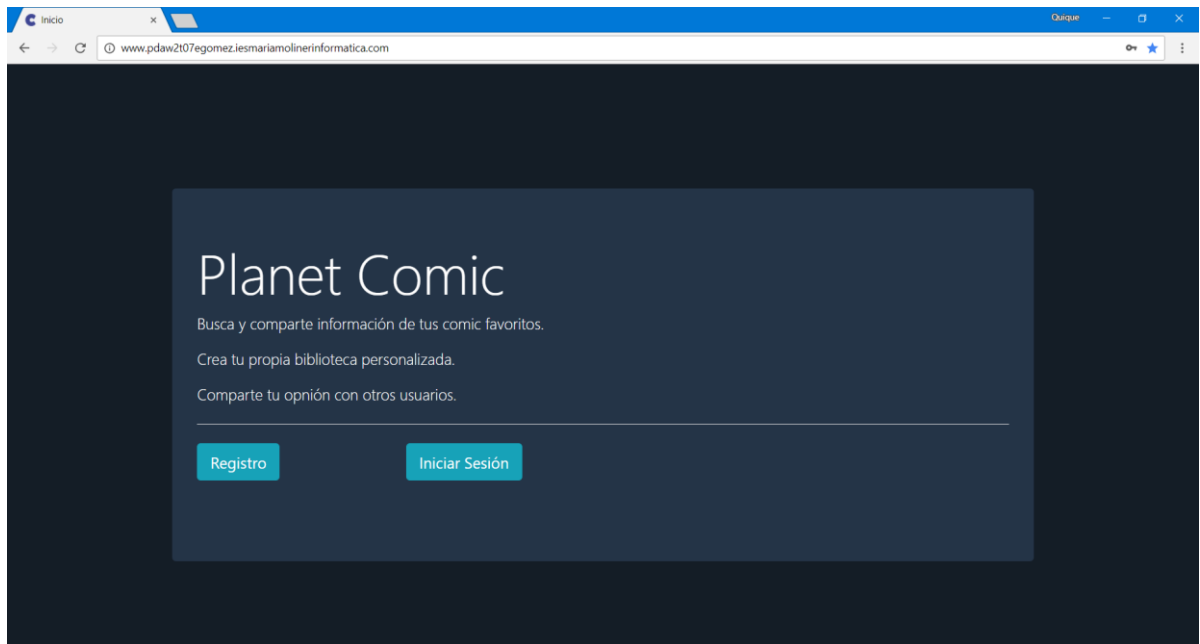 Inicio
Quique
www.pdaw2t07egomez.iesmariamolinerinformatica.com
Planet Comic
Busca y comparte información de tus comic favoritos.
Crea tu propia biblioteca personalizada.
Comparte tu opnión con otros usuarios.
Registro
Iniciar Sesión